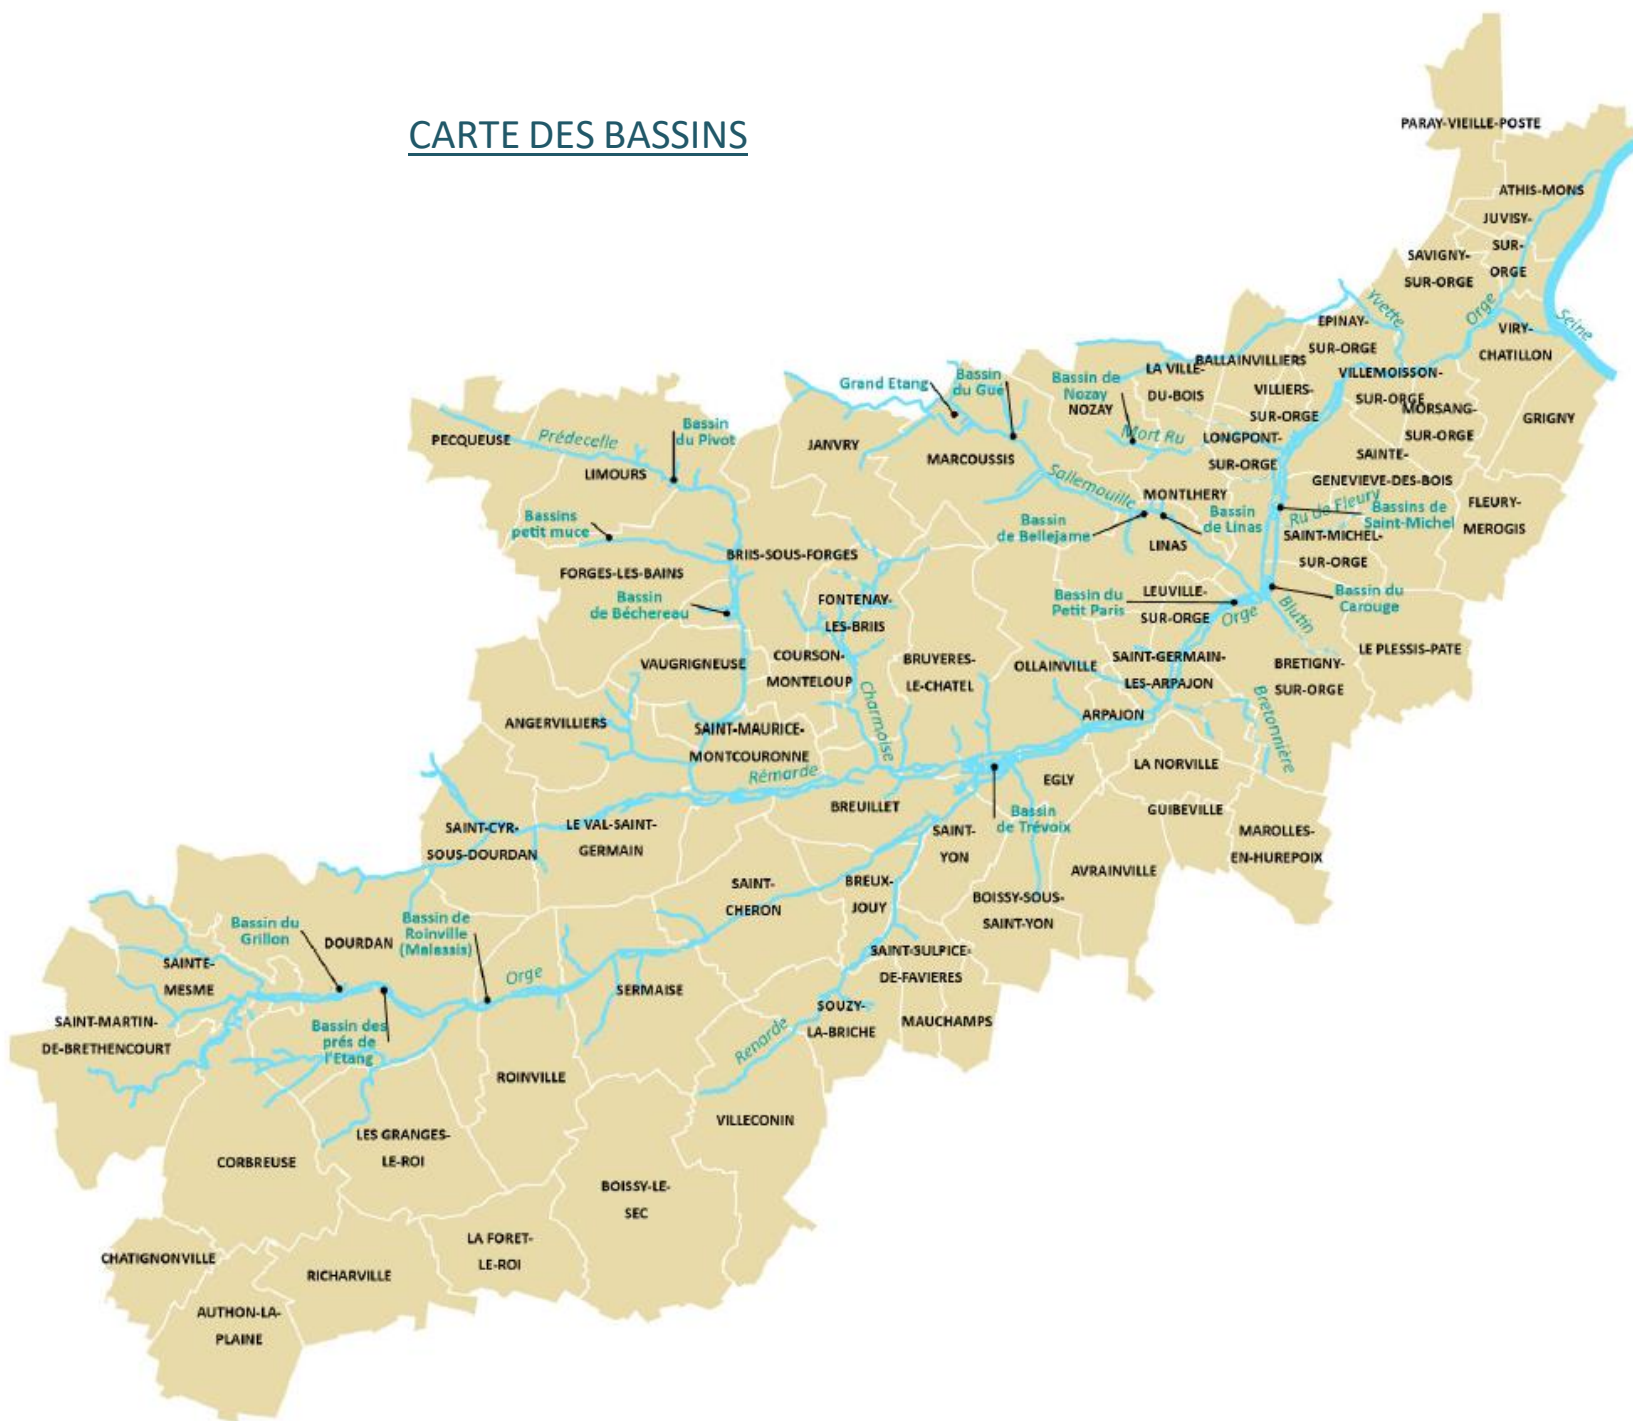 CARTE DES BASSINS
PARAY-VIEILLE-POSTE
ATHIS-MONS
JUVISY-
SUR-
ORGE
SAVIGNY-
SUR-ORGE
Yvette
Orge
Seine
VIRY-
CHATILLON
EPINAY-
SUR-ORGE
BALLAINVILLIERS
LA VILLE-
DU-BOIS
VILLIERS-
SUR-ORGE
VILLEMOISSON-
SUR-ORGE
MORSANG-
SUR-ORGE
GRIGNY
Grand Etang
Bassin
du Gué
Bassin de
Nozay
NOZAY
Mort Ru
LONGPONT-
SUR-ORGE
SAINTE-
GENEVIEVE-DES-BOIS
FLEURY-
MEROGIS
PECQUEUSE
Prédecelle
LIMOURS
Bassin
du Pivot
JANVRY
MARCOUSSIS
Sallemouille
MONTLHERY
Bassin
de Linas
Bassin
de Bellejame
LINAS
Ru de Fleury
Bassins de
Saint-Michel
SAINT-MICHEL-
SUR-ORGE
Bassins
petit muce
FORGES-LES-BAINS
BRIIS-SOUS-FORGES
Bassin
de Béchereau
FONTENAY-
LES-BRIIS
Bassin du
Petit Paris
LEUVILLE-
SUR-ORGE
Orge
Blutin
Bassin du
Carouge
LE PLESSIS-PATE
VAUGRIGNEUSE
COURSON-
MONTELOUP
BRUYERES-
LE-CHATEL
OLLAINVILLE
SAINT-GERMAIN-
LES-ARPAJON
BRETIGNY-
SUR-ORGE
Bretonnière
ANGERVILLIERS
SAINT-MAURICE-
MONTCOURONNE
Charmoise
Rémarde
ARPAJON
LA NORVILLE
EGLY
BREUILLET
Bassin
de Trévoix
GUIBEVILLE
MAROLLES-
EN-HUREPOIX
SAINT-CYR-
SOUS-DOURDAN
LE VAL-SAINT-
GERMAIN
SAINT-
YON
AVRAINVILLE
SAINT-
CHERON
BREUX-
JOUY
BOISSY-SOUS-
SAINT-YON
Bassin du
Grillon
DOURDAN
Bassin de
Roinville
(Malassis)
Orge
SAINT-SULPICE-
DE-FAVIERES
SAINTE-
MESME
SERMAISE
SOUZY-
LA-BRICHE
MAUCHAMPS
SAINT-MARTIN-
DE-BRETHENCOURT
Bassin des
prés de
l'Etang
Renarde
ROINVILLE
VILLECONIN
CORBREUSE
LES GRANGES-
LE-ROI
BOISSY-LE-
SEC
LA FORET-
LE-ROI
CHATIGNONVILLE
RICHARVILLE
AUTHON-LA-
PLAINE